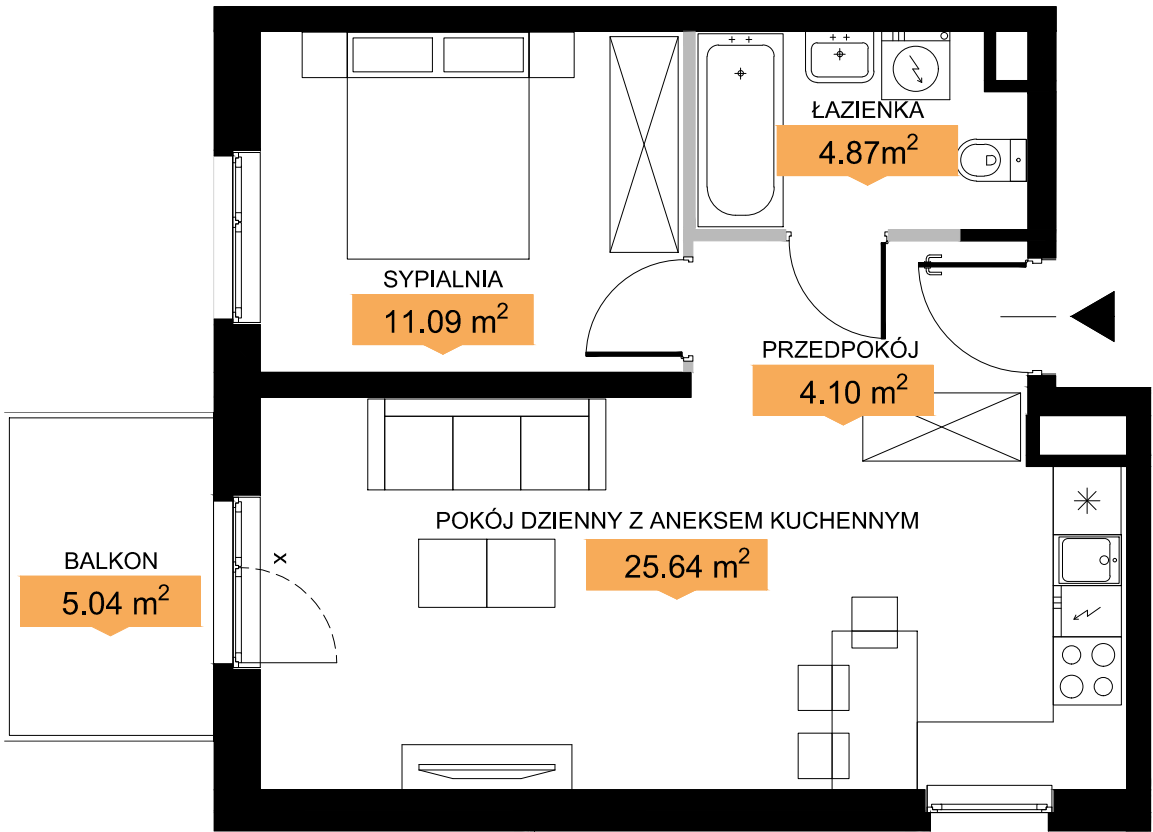 ŁAZIENKA
4.87m²
SYPIALNIA
11.09 m²
PRZEDPOKÓJ
4.10 m²
POKÓJ DZIENNY Z ANEKSEM KUCHENNYM
25.64 m²
x
BALKON
5.04 m²